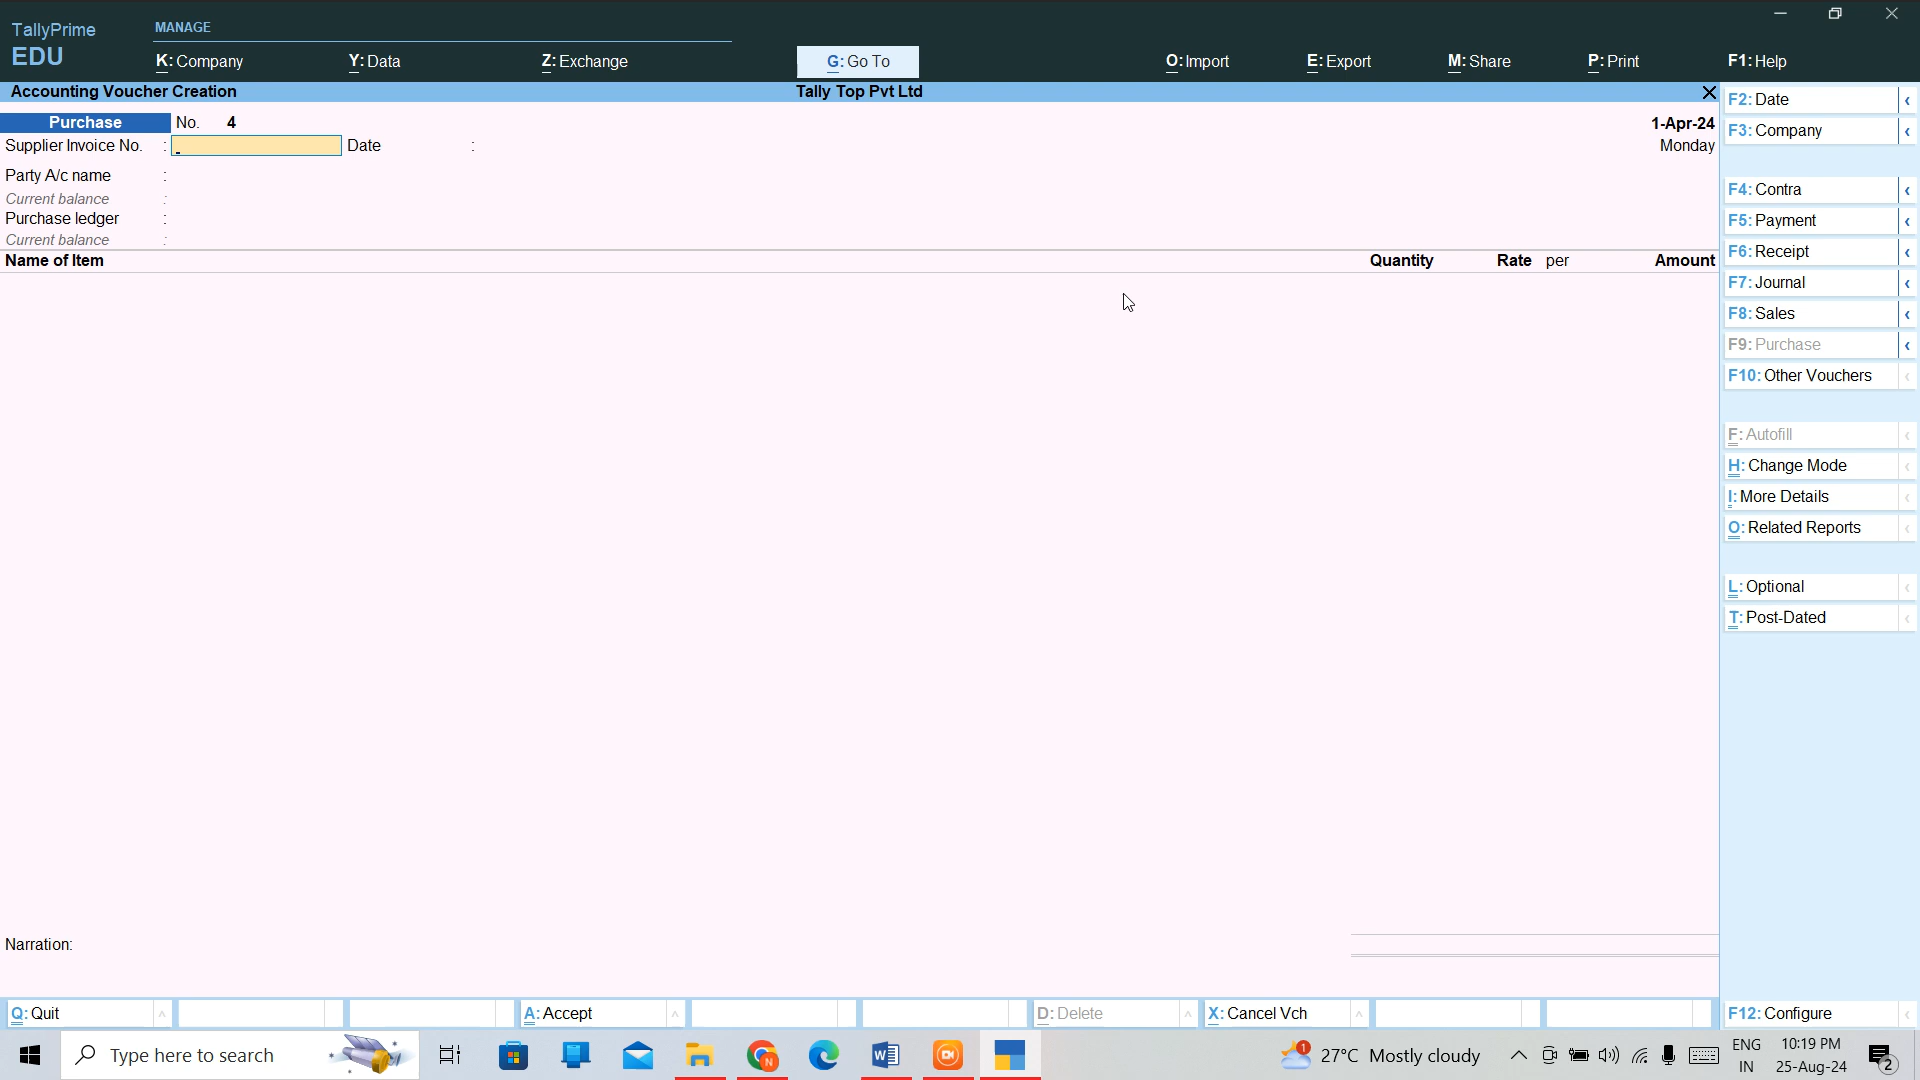 TallyPrime
EDU
MANAGE
K: Company
Y: Data
Z: Exchange
G: Go To
O: Import
E: Export
M: Share
P: Print
F1: Help
Accounting Voucher Creation
Tally Top Pvt Ltd
Purchase No. 4
1-Apr-24
Supplier Invoice No. : Date :
Monday
Party A/c name :
Current balance :
Purchase ledger :
Current balance :
Name of Item Quantity Rate per Amount
Narration:
F2: Date
F3: Company
F4: Contra
F5: Payment
F6: Receipt
F7: Journal
F8: Sales
F9: Purchase
F10: Other Vouchers
F: Autofill
H: Change Mode
I: More Details
O: Related Reports
L: Optional
T: Post-Dated
Q: Quit
A: Accept
D: Delete
X: Cancel Vch
F12: Configure
Type here to search
27°C Mostly cloudy
ENG
IN
10:19 PM
25-Aug-24
2